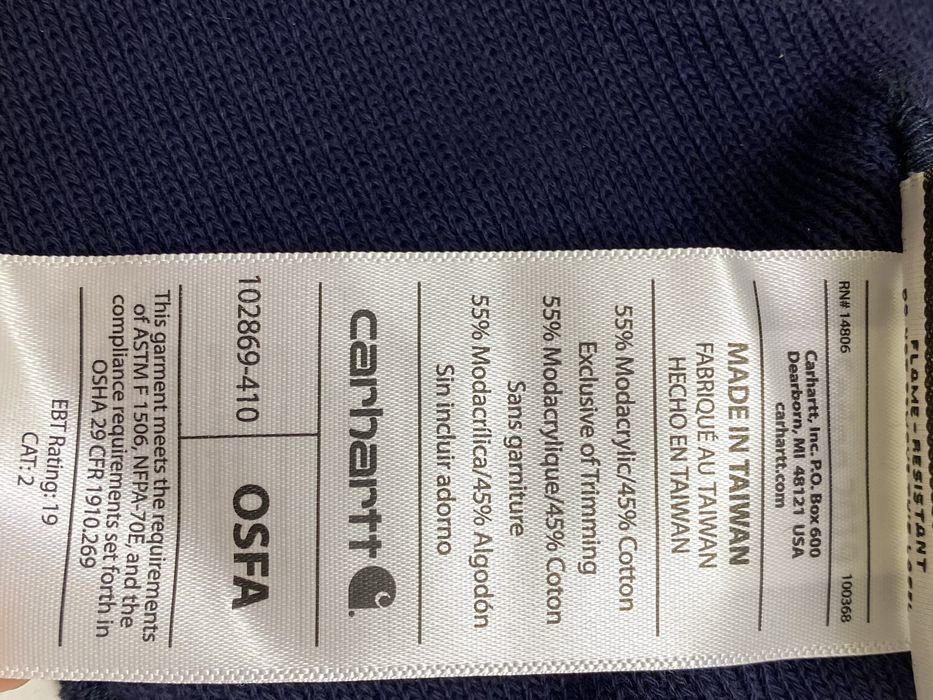 FLAME-RESISTANT
RN# 14806 100368
Carhartt, Inc. P.O. Box 600
Dearborn, MI 48121 USA
carhartt.com
MADE IN TAIWAN
FABRIQUÉ AU TAIWAN
HECHO EN TAIWAN
55% Modacrylic/45% Cotton
Exclusive of Trimming
55% Modacrylique/45% Coton
Sans garniture
55% Modacrílica/45% Algodón
Sin incluir adorno
carhartt
102869-410 OSFA
This garment meets the requirements
of ASTM F 1506, NFPA-70E, and the
compliance requirements set forth in
OSHA 29 CFR 1910.269
EBT Rating: 19
CAT: 2